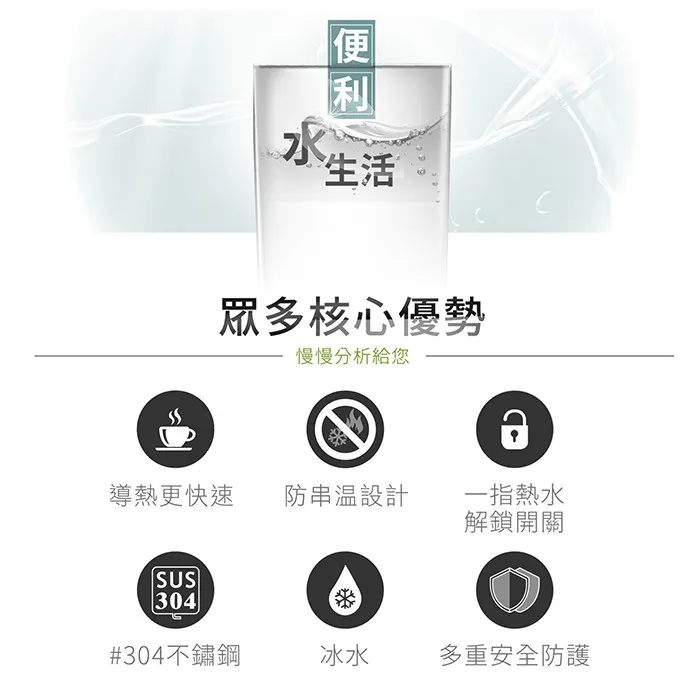 便利
水生活
眾多核心優勢
慢慢分析給您
導熱更快速
防串温設計
一指熱水
解鎖開關
SUS
304
#304不鏽鋼
冰水
多重安全防護